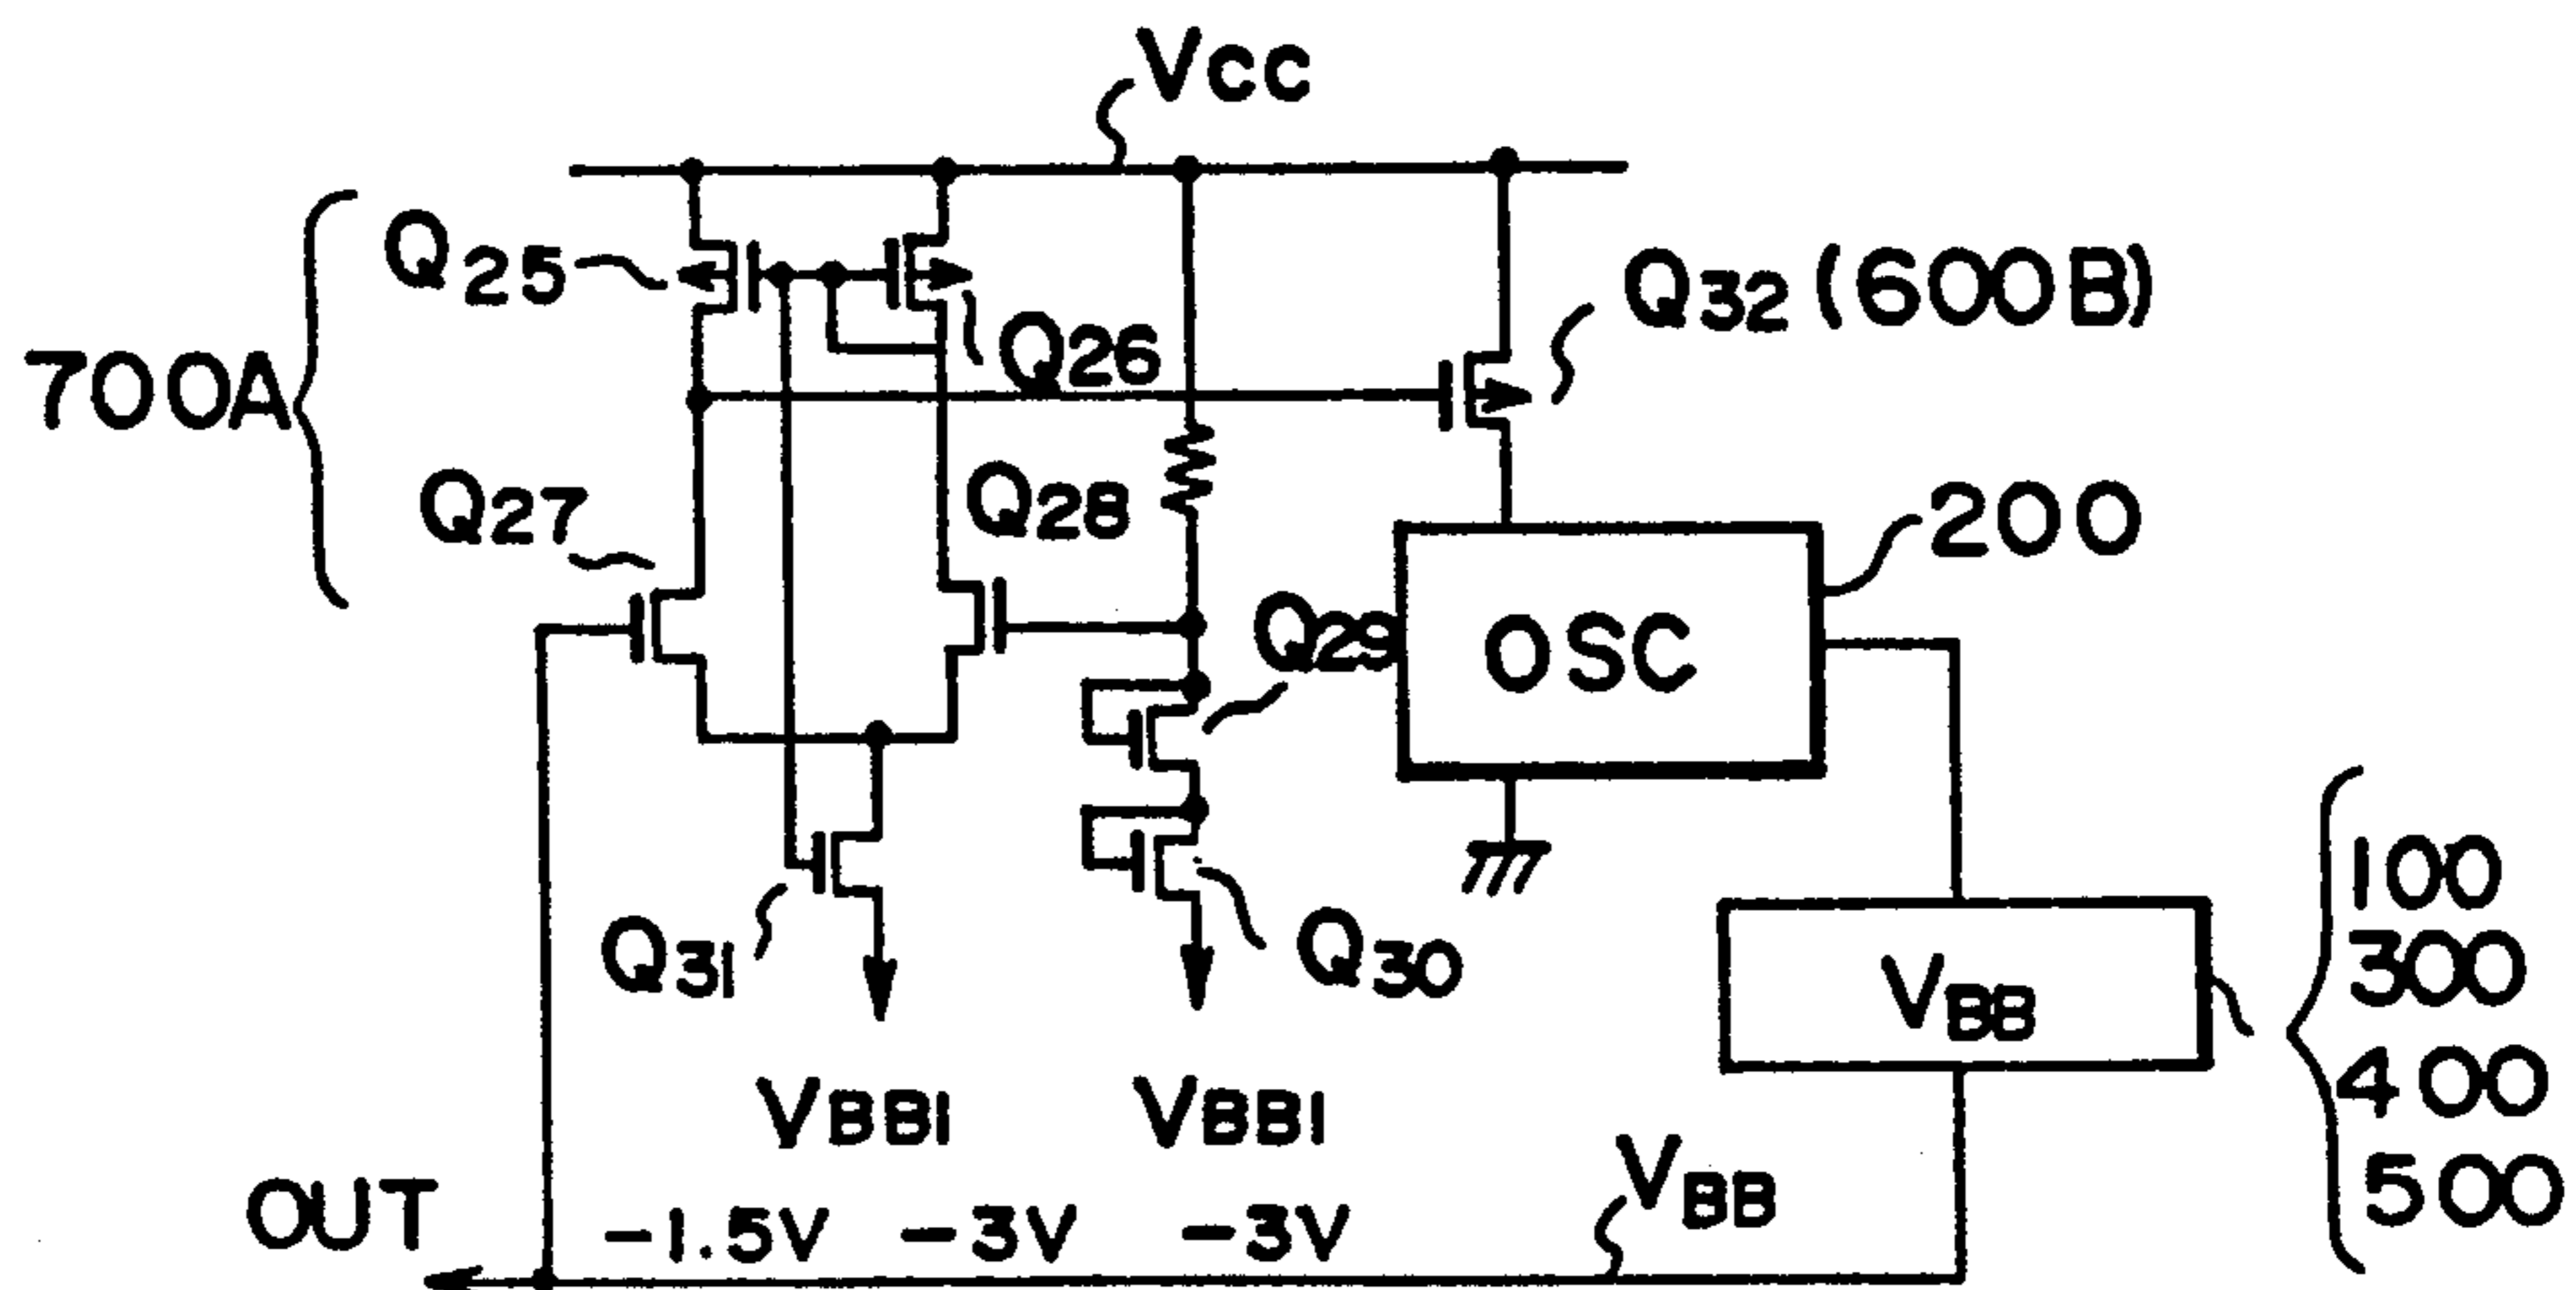 Vcc
Q25
Q26
Q32 (600B)
700A
Q27
Q28
200
Q29
OSC
Q31
Q30
100
300
400
500
VBB
VBB1
VBB1
VBB
OUT
-1.5V
-3V
-3V